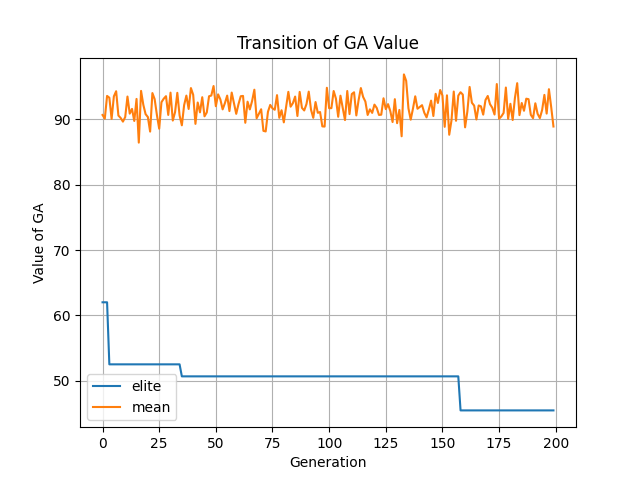 Transition of GA Value
Value of GA
90
80
70
60
50
elite
mean
0 25 50 75 100 125 150 175 200
Generation